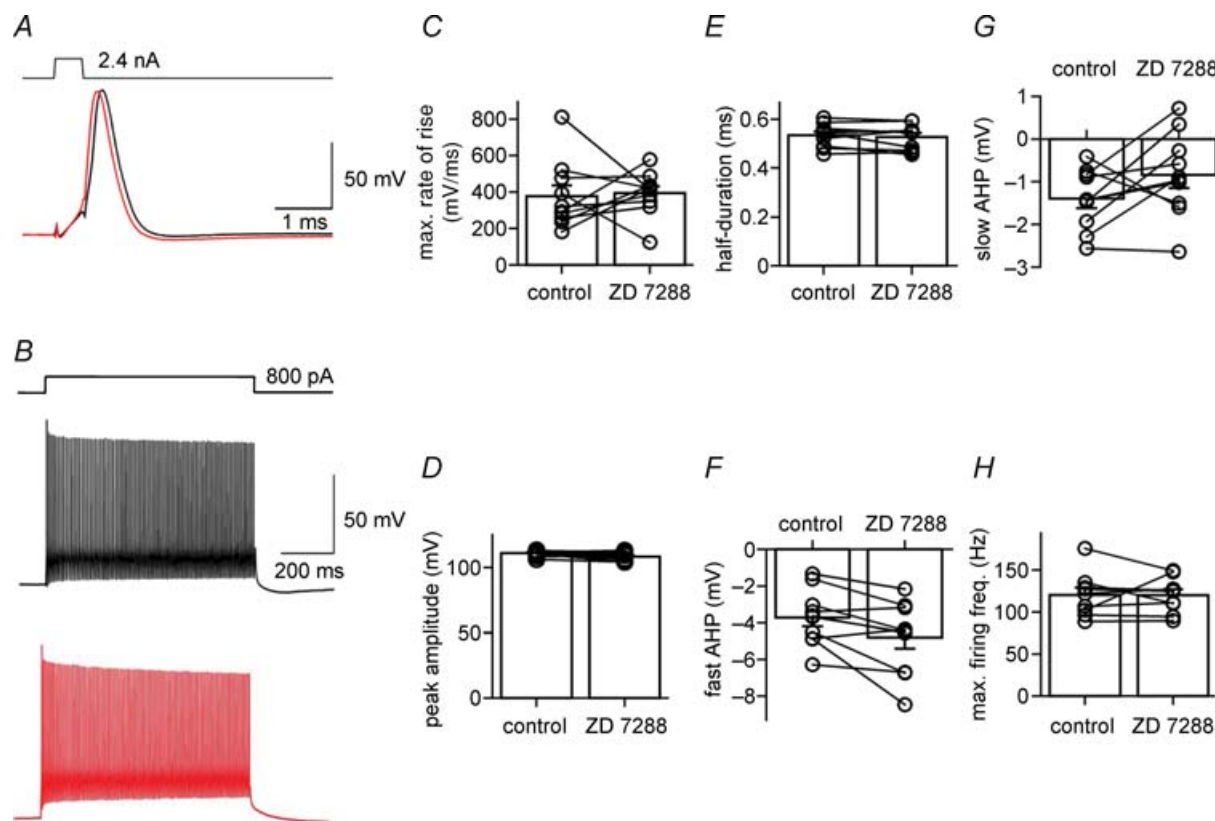 A
2.4 nA
50 mV
1 ms
B
800 pA
50 mV
200 ms
C
max. rate of rise
(mV/ms)
800
600
400
200
0
control ZD 7288
D
peak amplitude (mV)
100
0
control ZD 7288
E
half-duration (ms)
0.6
0.4
0.2
0
control ZD 7288
F
control ZD 7288
fast AHP (mV)
0
–2
–4
–6
–8
G
control ZD 7288
slow AHP (mV)
1
0
–1
–2
–3
H
max. firing freq. (Hz)
150
100
50
0
control ZD 7288